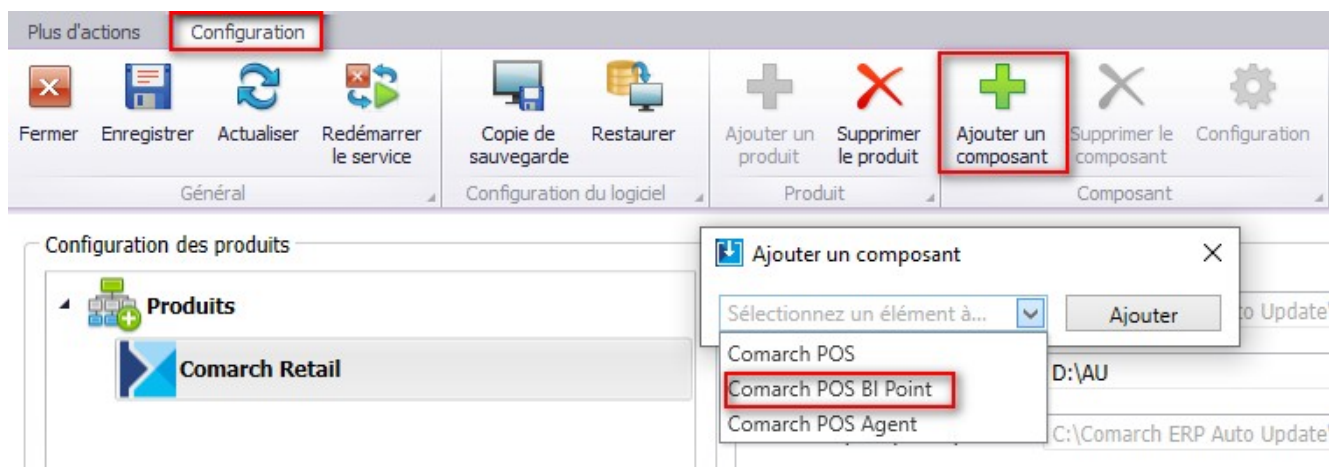 Plus d'actions Configuration
Fermer Enregistrer Actualiser Redémarrer le service Copie de sauvegarde Restaurer Ajouter un produit Supprimer le produit Ajouter un composant Supprimer le composant Configuration
Général Configuration du logiciel Produit Composant
Configuration des produits
Produits
Comarch Retail
Ajouter un composant
Sélectionnez un élément à... Ajouter
Comarch POS
Comarch POS BI Point
Comarch POS Agent
to Update
D:\AU
C:\Comarch ERP Auto Update